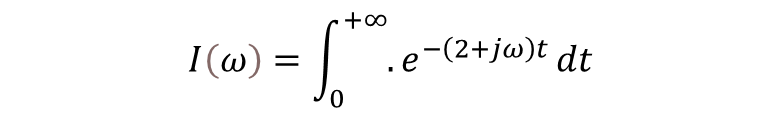 I(ω) = ∫₀⁺∞ . e^−(2+jω)t dt